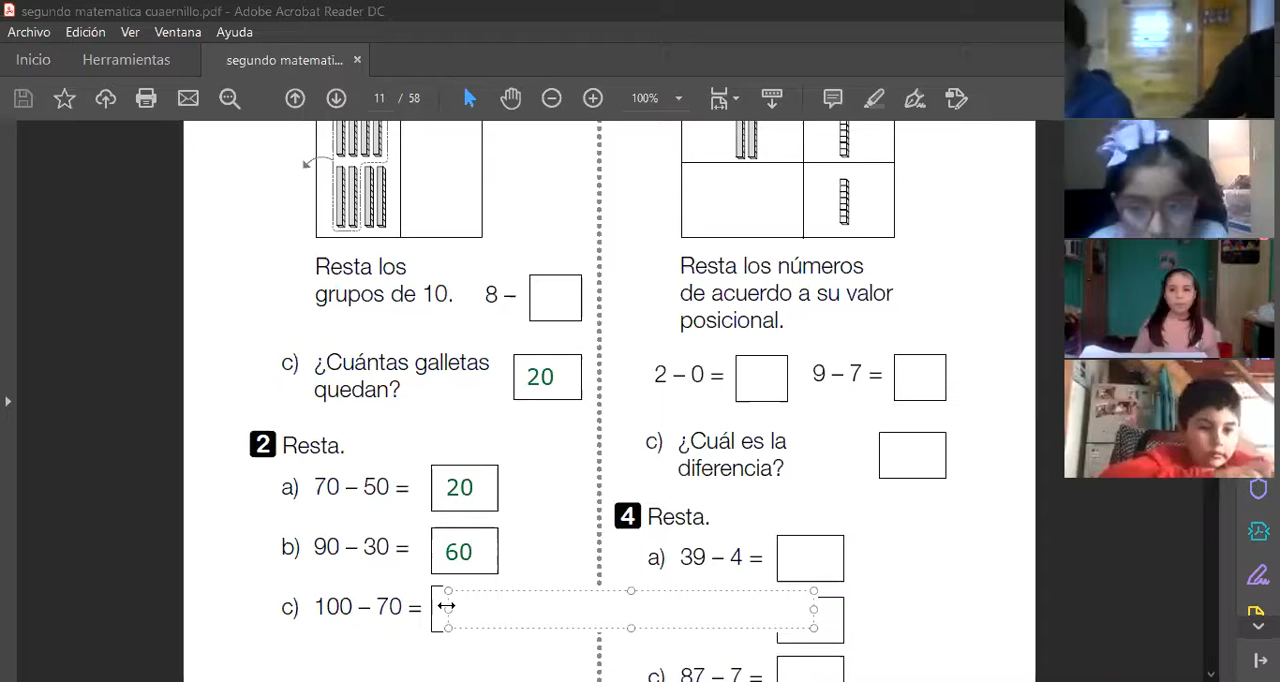 segundo matematica cuaernillo.pdf - Adobe Acrobat Reader DC
Archivo Edición Ver Ventana Ayuda
Inicio Herramientas segundo matemati... ×
11 / 58 100%
Resta los
grupos de 10. 8 –
c) ¿Cuántas galletas
quedan? 20
2 Resta.
a) 70 – 50 = 20
b) 90 – 30 = 60
c) 100 – 70 =
Resta los números
de acuerdo a su valor
posicional.
2 – 0 = 9 – 7 =
c) ¿Cuál es la
diferencia?
4 Resta.
a) 39 – 4 =
c) 87 – 7 =